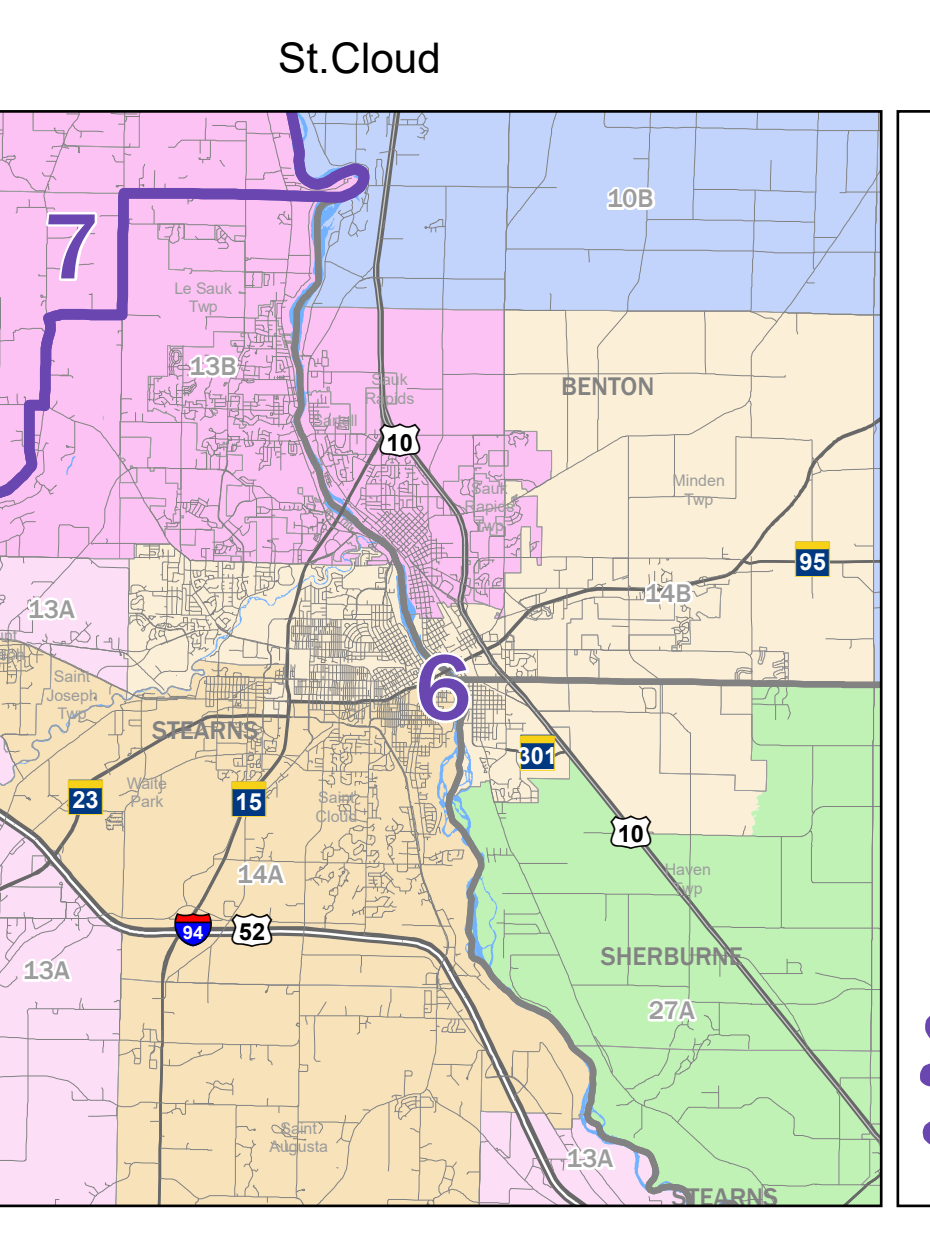 St.Cloud
10B
7
Le Sauk
Twp
13B
Sauk
Rapids
BENTON
Sartell
10
Minden
Twp
Sauk
Rapids
Twp
95
14B
13A
Saint
Joseph
Twp
6
STEARNS
301
23
Waite
Park
15
Saint
Cloud
10
14A
Haven
Twp
94
52
SHERBURNE
13A
27A
Saint
Augusta
13A
STEARNS